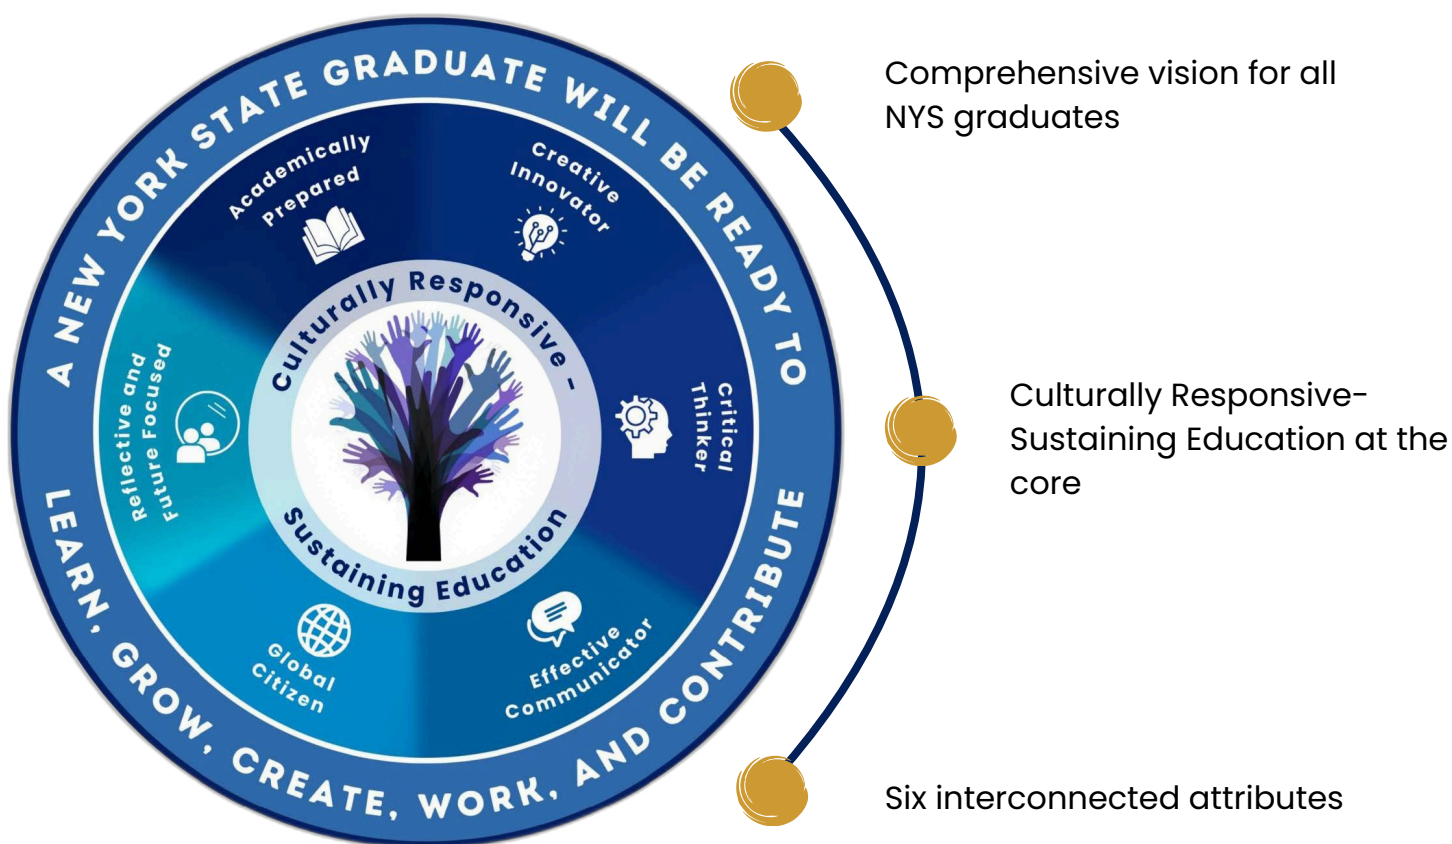 A NEW YORK STATE GRADUATE WILL BE READY TO
LEARN, GROW, CREATE, WORK, AND CONTRIBUTE
Academically
Prepared
Creative
Innovator
Critical
Thinker
Effective
Communicator
Global
Citizen
Reflective and
Future Focused
Culturally Responsive -
Sustaining Education
Comprehensive vision for all
NYS graduates
Culturally Responsive-
Sustaining Education at the
core
Six interconnected attributes